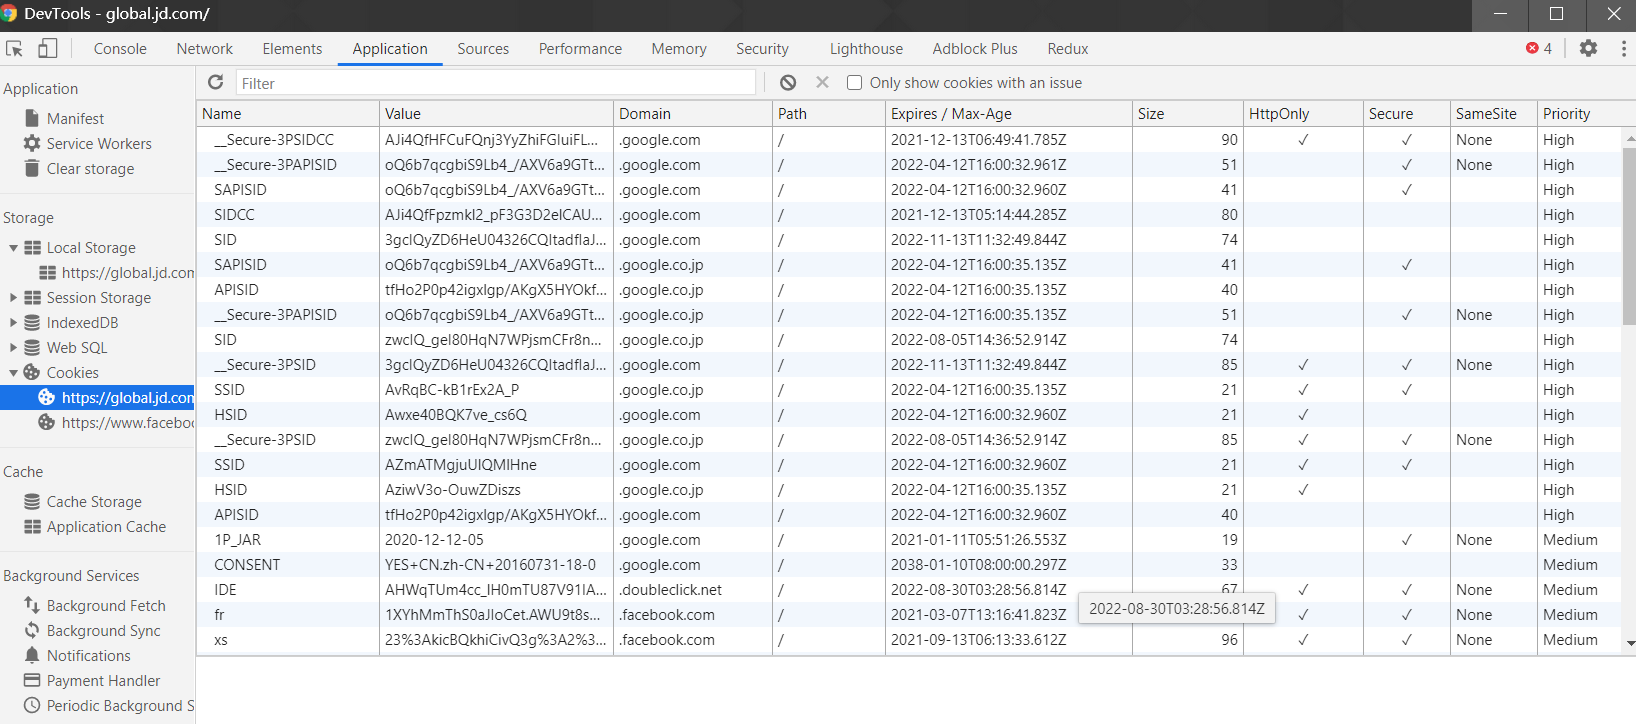 DevTools - global.jd.com/
Console Network Elements Application Sources Performance Memory Security Lighthouse Adblock Plus Redux 4
Application
Manifest
Service Workers
Clear storage
Storage
Local Storage
https://global.jd.com
Session Storage
IndexedDB
Web SQL
Cookies
https://global.jd.com
https://www.facebo
Cache
Cache Storage
Application Cache
Background Services
Background Fetch
Background Sync
Notifications
Payment Handler
Periodic Background S
Filter Only show cookies with an issue
Name Value Domain Path Expires / Max-Age Size HttpOnly Secure SameSite Priority
__Secure-3PSIDCC AJi4QfHFCuFQnj3YyZhiFGIuiFL... .google.com / 2021-12-13T06:49:41.785Z 90 ✓ ✓ None High
__Secure-3PAPISID oQ6b7qcgbiS9Lb4_/AXV6a9GTt... .google.com / 2022-04-12T16:00:32.961Z 51 ✓ None High
SAPISID oQ6b7qcgbiS9Lb4_/AXV6a9GTt... .google.com / 2022-04-12T16:00:32.960Z 41 ✓ High
SIDCC AJi4QfFpzmkI2_pF3G3D2eICAU... .google.com / 2021-12-13T05:14:44.285Z 80 High
SID 3gcIQyZD6HeU04326CQItadfIaJ... .google.com / 2022-11-13T11:32:49.844Z 74 High
SAPISID oQ6b7qcgbiS9Lb4_/AXV6a9GTt... .google.co.jp / 2022-04-12T16:00:35.135Z 41 ✓ High
APISID tfHo2P0p42igxIgp/AKgX5HYOkf... .google.co.jp / 2022-04-12T16:00:35.135Z 40 High
__Secure-3PAPISID oQ6b7qcgbiS9Lb4_/AXV6a9GTt... .google.co.jp / 2022-04-12T16:00:35.135Z 51 ✓ None High
SID zwcIQ_geI80HqN7WPjsmCFr8n... .google.co.jp / 2022-08-05T14:36:52.914Z 74 High
__Secure-3PSID 3gcIQyZD6HeU04326CQItadfIaJ... .google.com / 2022-11-13T11:32:49.844Z 85 ✓ ✓ None High
SSID AvRqBC-kB1rEx2A_P .google.co.jp / 2022-04-12T16:00:35.135Z 21 ✓ ✓ High
HSID Awxe40BQK7ve_cs6Q .google.com / 2022-04-12T16:00:32.960Z 21 ✓ High
__Secure-3PSID zwcIQ_geI80HqN7WPjsmCFr8n... .google.co.jp / 2022-08-05T14:36:52.914Z 85 ✓ ✓ None High
SSID AZmATMgjuUIQMIHne .google.com / 2022-04-12T16:00:32.960Z 21 ✓ ✓ High
HSID AziwV3o-OuwZDiszs .google.co.jp / 2022-04-12T16:00:35.135Z 21 ✓ High
APISID tfHo2P0p42igxIgp/AKgX5HYOkf... .google.com / 2022-04-12T16:00:32.960Z 40 High
1P_JAR 2020-12-12-05 .google.com / 2021-01-11T05:51:26.553Z 19 ✓ None Medium
CONSENT YES+CN.zh-CN+20160731-18-0 .google.com / 2038-01-10T08:00:00.297Z 33 Medium
IDE AHWqTUm4cc_IH0mTU87V91IA... .doubleclick.net / 2022-08-30T03:28:56.814Z 67 ✓ ✓ None Medium
fr 1XYhMmThS0aJIoCet.AWU9t8s... .facebook.com / 2021-03-07T13:16:41.823Z ✓ ✓ None Medium
2022-08-30T03:28:56.814Z
xs 23%3AkicBQkhiCivQ3g%3A2%3... .facebook.com / 2021-09-13T06:13:33.612Z 96 ✓ ✓ None Medium